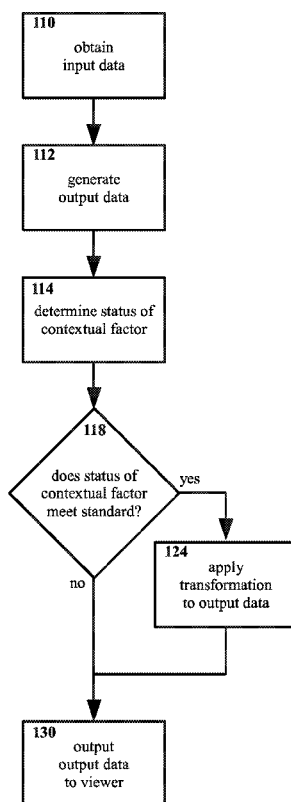 110
obtain
input data
112
generate
output data
114
determine status of
contextual factor
118
does status of
contextual factor
meet standard?
yes
no
124
apply
transformation
to output data
130
output
output data
to viewer